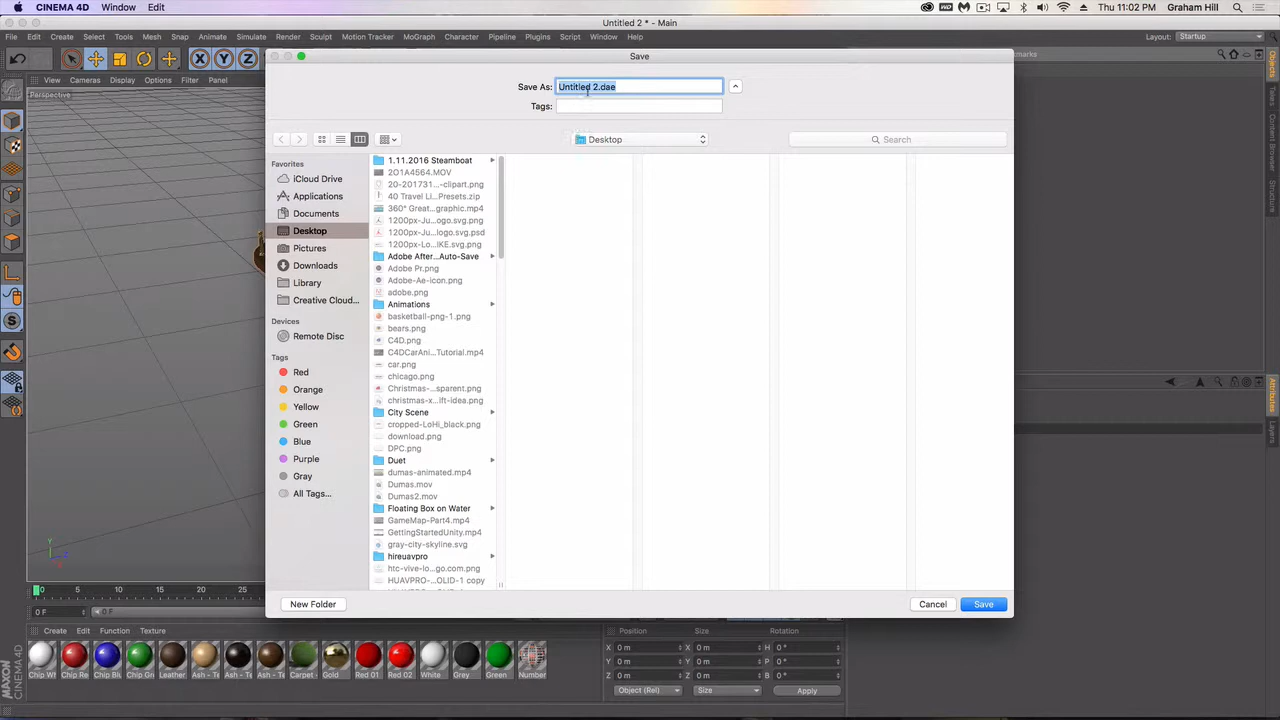 CINEMA 4D Window Edit Thu 11:02 PM Graham Hill
Untitled 2 * - Main
File Edit Create Select Tools Mesh Snap Animate Simulate Render Sculpt Motion Tracker MoGraph Character Pipeline Plugins Script Window Help Layout: Startup
View Cameras Display Options Filter Panel
Perspective
Save
Save As: Untitled 2.dae
Tags:
Desktop
Search
Favorites
iCloud Drive
Applications
Documents
Desktop
Pictures
Downloads
Library
Creative Cloud...
Devices
Remote Disc
Tags
Red
Orange
Yellow
Green
Blue
Purple
Gray
All Tags...
1.11.2016 Steamboat
2O1A4564.MOV
20-201731...-clipart.png
40 Travel Li...Presets.zip
360° Great...graphic.mp4
1200px-Ju...ogo.svg.png
1200px-Ju...logo.svg.psd
1200px-Lo...IKE.svg.png
Adobe After...Auto-Save
Adobe Pr.png
Adobe-Ae-icon.png
adobe.png
Animations
basketball-png-1.png
bears.png
C4D.png
C4DCarAni...Tutorial.mp4
car.png
chicago.png
Christmas-...sparent.png
christmas-x...ift-idea.png
City Scene
cropped-LoHi_black.png
download.png
DPC.png
Duet
dumas-animated.mp4
Dumas.mov
Dumas2.mov
Floating Box on Water
GameMap-Part4.mp4
GettingStartedUnity.mp4
gray-city-skyline.svg
hireuavpro
htc-vive-lo...go.com.png
HUAVPRO-...OLID-1 copy
New Folder
Cancel
Save
Objects
Takes
Content Browser
Structure
Attributes
Layers
0 5 10 15 20 25
0 F 0 F
Create Edit Function Texture
Chip W Chip Re Chip Bl Chip Gr Leather Ash - Te Ash - Te Ash - Te Carpet - Gold Red 01 Red 02 White Grey Green Number
Position Size Rotation
X 0 m X 0 m H 0 °
Y 0 m Y 0 m P 0 °
Z 0 m Z 0 m B 0 °
Object (Rel) Size Apply
MAXON CINEMA 4D